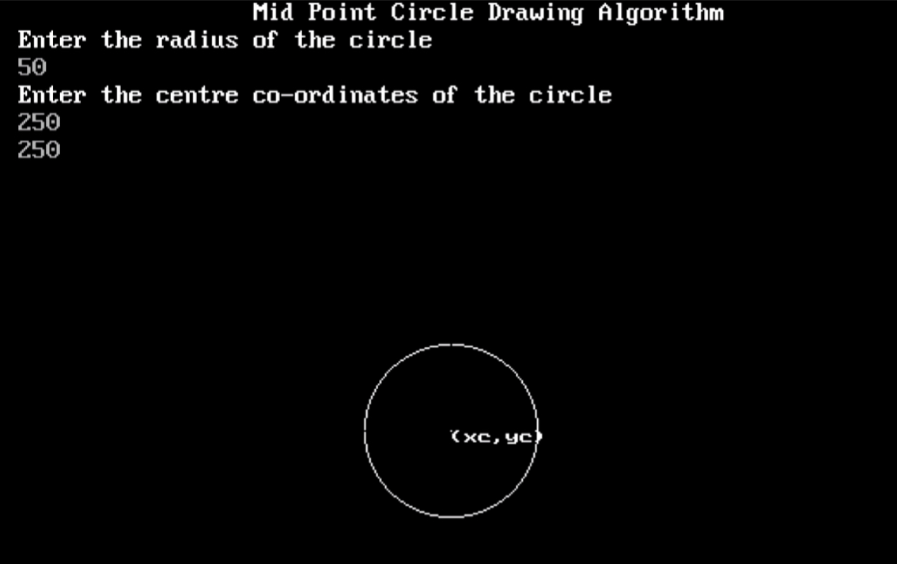 Mid Point Circle Drawing Algorithm
Enter the radius of the circle
50
Enter the centre co-ordinates of the circle
250
250
(xc,yc)